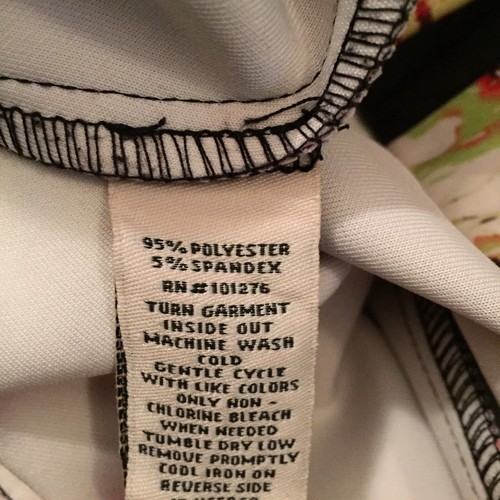 95% POLYESTER
5% SPANDEX
RN # 101276
TURN GARMENT
INSIDE OUT
MACHINE WASH
COLD
GENTLE CYCLE
WITH LIKE COLORS
ONLY NON -
CHLORINE BLEACH
WHEN NEEDED
TUMBLE DRY LOW
REMOVE PROMPTLY
COOL IRON ON
REVERSE SIDE